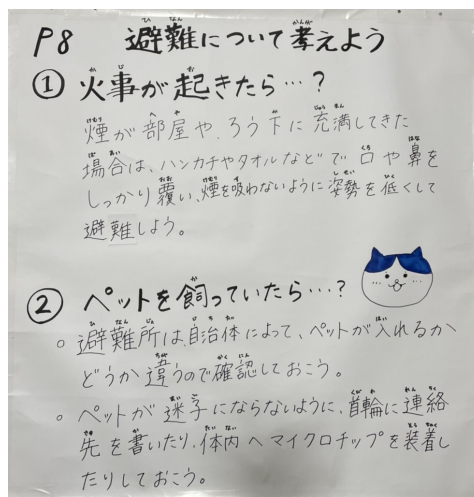 P8 避難について考えよう
① 火事が起きたら…?
煙が部屋や、ろう下に充満してきた
場合は、ハンカチやタオルなどで口や鼻を
しっかり覆い、煙を吸わないように姿勢を低くして
避難しよう。
② ペットを飼っていたら…?
。避難所は、自治体によって、ペットが入れるか
どうか違うので確認しておこう。
。ペットが迷子にならないように、首輪に連絡
先を書いたり、体内へマイクロチップを装着し
たりしておこう。